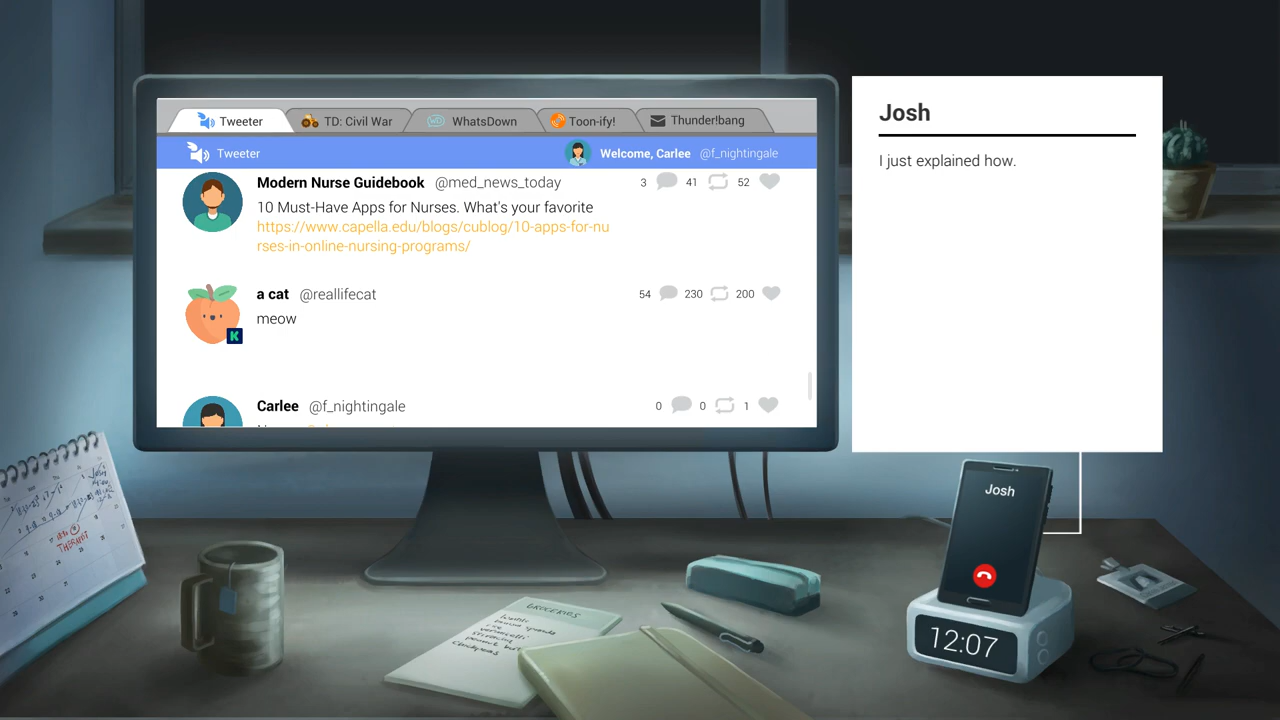 Tweeter
TD: Civil War
WhatsDown
Toon-ify!
Thunder!bang
Tweeter
Welcome, Carlee @f_nightingale
Modern Nurse Guidebook @med_news_today 3 41 52
10 Must-Have Apps for Nurses. What's your favorite
https://www.capella.edu/blogs/cublog/10-apps-for-nu
rses-in-online-nursing-programs/
a cat @reallifecat 54 230 200
meow
K
Carlee @f_nightingale 0 0 1
Josh
I just explained how.
Josh
12:07
GROCERIES
THERAPIST